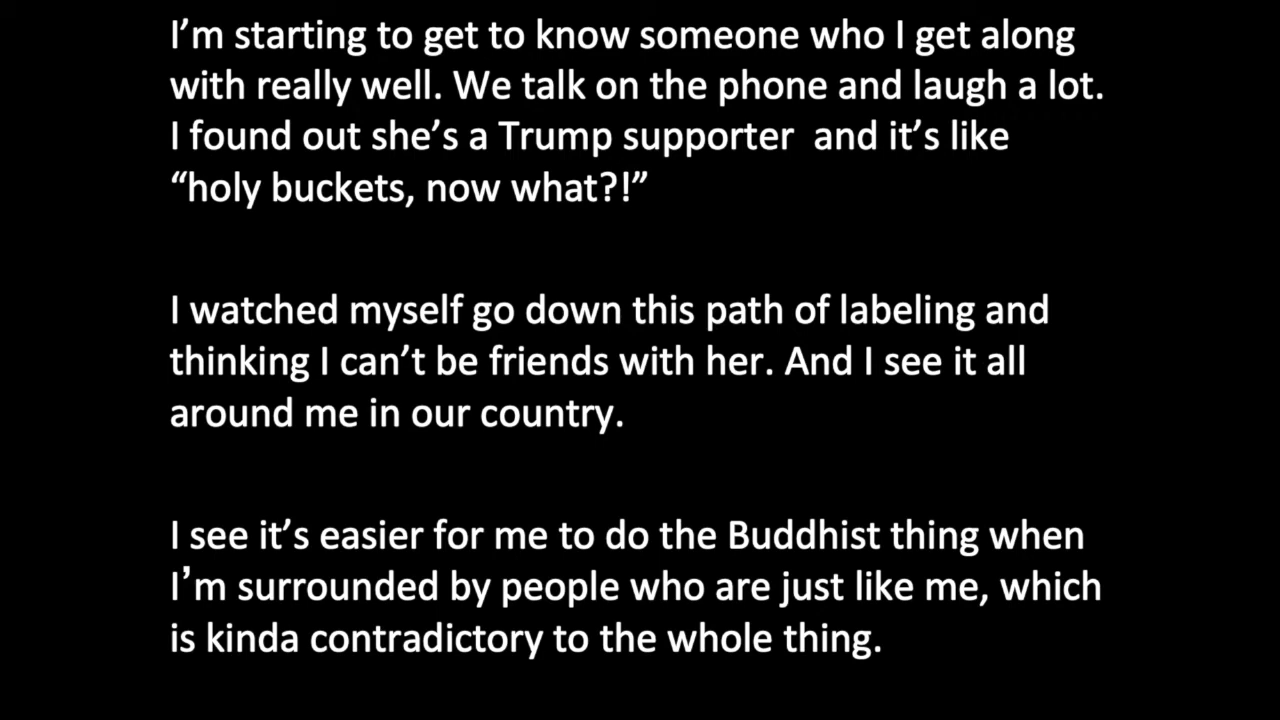 I’m starting to get to know someone who I get along
with really well. We talk on the phone and laugh a lot.
I found out she’s a Trump supporter  and it’s like
“holy buckets, now what?!”
I watched myself go down this path of labeling and
thinking I can’t be friends with her. And I see it all
around me in our country.
I see it’s easier for me to do the Buddhist thing when
I’m surrounded by people who are just like me, which
is kinda contradictory to the whole thing.